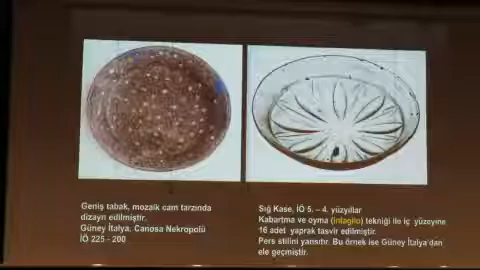 Geniş tabak, mozaik cam tarzında
dizayn edilmiştir.
Güney İtalya, Canosa Nekropolü
İÖ 225 - 200
Sığ Kase, İÖ 5. – 4. yüzyıllar
Kabartma ve oyma (intaglio) tekniği ile iç yüzeyine
16 adet yaprak tasvir edilmiştir.
Pers stilini yansıtır. Bu örnek ise Güney İtalya'dan
ele geçmiştir.